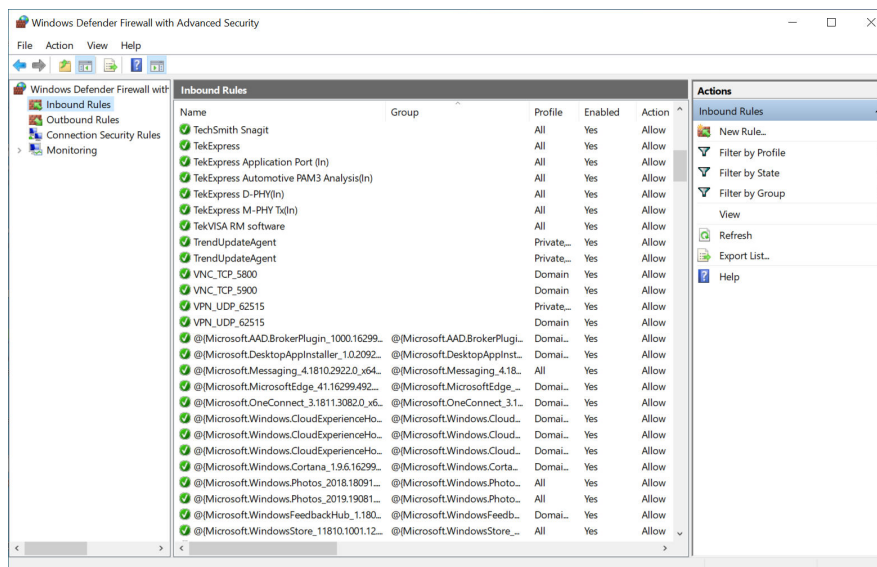 Windows Defender Firewall with Advanced Security
File Action View Help
Windows Defender Firewall with
Inbound Rules
Outbound Rules
Connection Security Rules
Monitoring
Inbound Rules
Name Group Profile Enabled Action
TechSmith Snagit All Yes Allow
TekExpress All Yes Allow
TekExpress Application Port (In) All Yes Allow
TekExpress Automotive PAM3 Analysis(In) All Yes Allow
TekExpress D-PHY(In) All Yes Allow
TekExpress M-PHY Tx(In) All Yes Allow
TekVISA RM software All Yes Allow
TrendUpdateAgent Private,... Yes Allow
TrendUpdateAgent Private,... Yes Allow
VNC_TCP_5800 Domain Yes Allow
VNC_TCP_5900 Domain Yes Allow
VPN_UDP_62515 Private,... Yes Allow
VPN_UDP_62515 Domain Yes Allow
@{Microsoft.AAD.BrokerPlugin_1000.16299... @{Microsoft.AAD.BrokerPlugi... Domai... Yes Allow
@{Microsoft.DesktopAppInstaller_1.0.2092... @{Microsoft.DesktopAppInst... Domai... Yes Allow
@{Microsoft.Messaging_4.1810.2922.0_x64... @{Microsoft.Messaging_4.18... All Yes Allow
@{Microsoft.MicrosoftEdge_41.16299.492.... @{Microsoft.MicrosoftEdge_... Domai... Yes Allow
@{Microsoft.OneConnect_3.1811.3082.0_x6... @{Microsoft.OneConnect_3.1... Domai... Yes Allow
@{Microsoft.Windows.CloudExperienceHo... @{Microsoft.Windows.Cloud... Domai... Yes Allow
@{Microsoft.Windows.CloudExperienceHo... @{Microsoft.Windows.Cloud... Domai... Yes Allow
@{Microsoft.Windows.CloudExperienceHo... @{Microsoft.Windows.Cloud... Domai... Yes Allow
@{Microsoft.Windows.Cortana_1.9.6.16299... @{Microsoft.Windows.Corta... Domai... Yes Allow
@{Microsoft.Windows.Photos_2018.18091.... @{Microsoft.Windows.Photo... All Yes Allow
@{Microsoft.Windows.Photos_2019.19081.... @{Microsoft.Windows.Photo... All Yes Allow
@{Microsoft.WindowsFeedbackHub_1.180... @{Microsoft.WindowsFeedb... Domai... Yes Allow
@{Microsoft.WindowsStore_11810.1001.12.... @{Microsoft.WindowsStore_... All Yes Allow
Actions
Inbound Rules
New Rule...
Filter by Profile
Filter by State
Filter by Group
View
Refresh
Export List...
Help